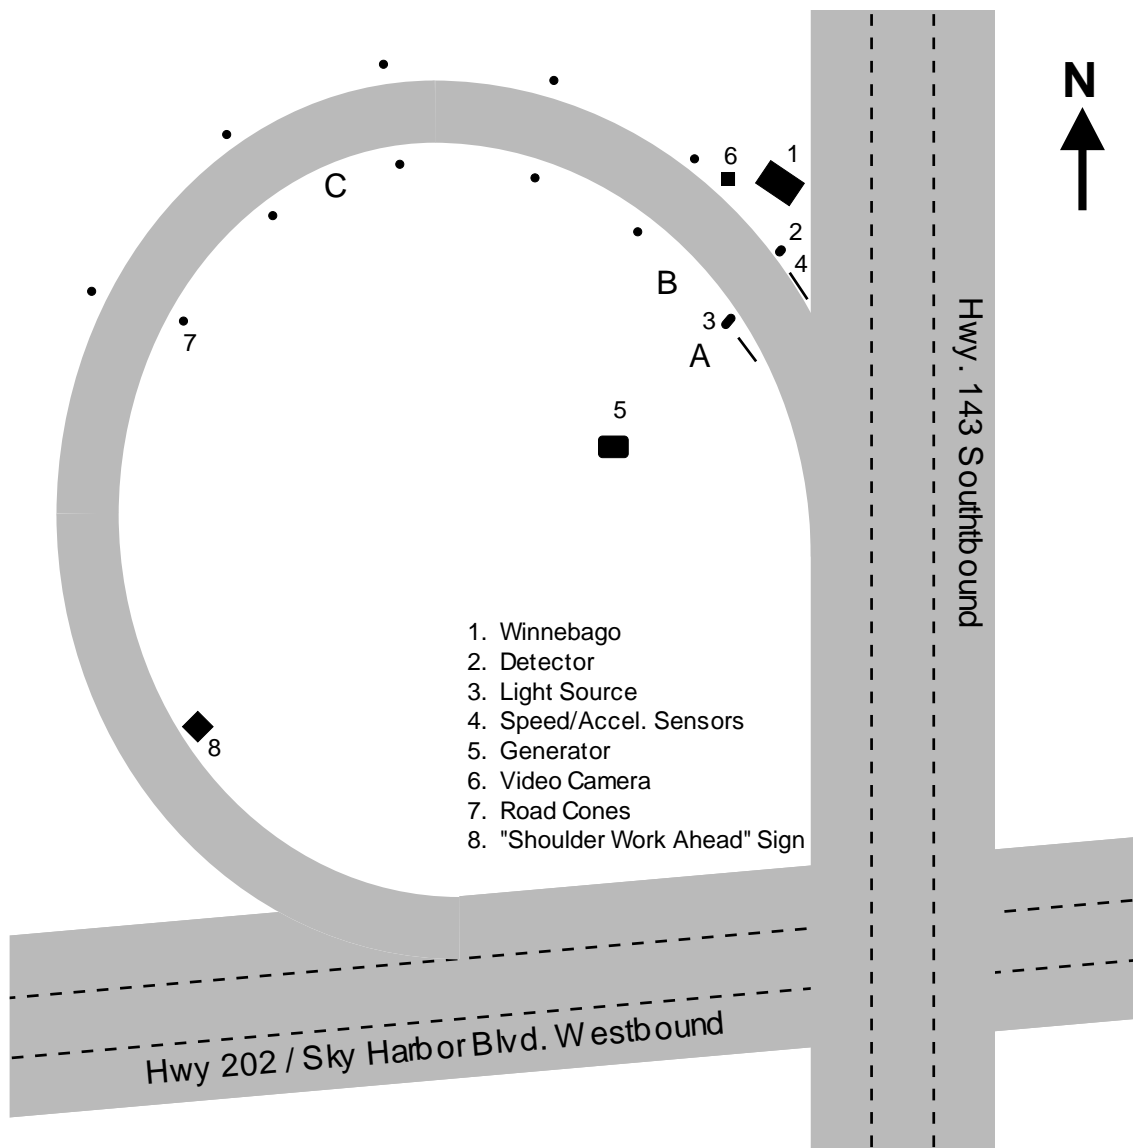 N
6
1
C
2
4
B
3
7
A
5
Hwy. 143 Southtbound
1. Winnebago
2. Detector
3. Light Source
4. Speed/Accel. Sensors
5. Generator
6. Video Camera
7. Road Cones
8. "Shoulder Work Ahead" Sign
8
Hwy 202 / Sky Harbor Blvd. Westbound